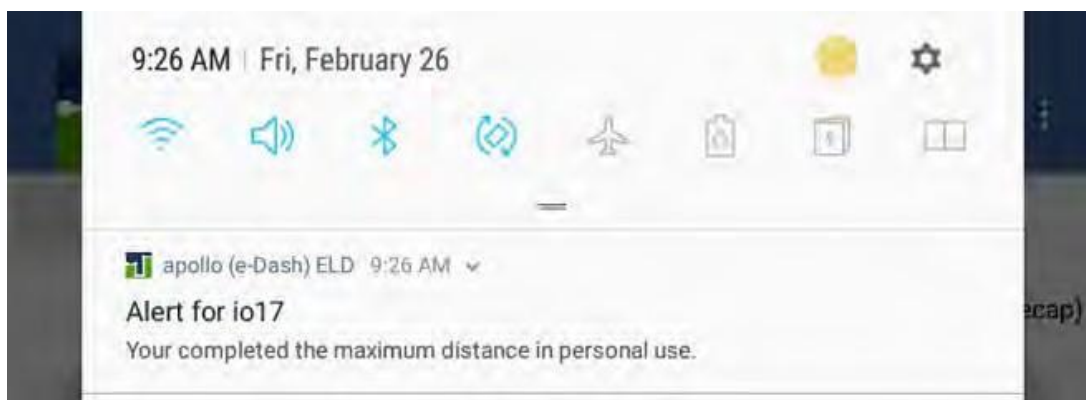 9:26 AM | Fri, February 26
apollo (e-Dash) ELD 9:26 AM
Alert for io17
ecap)
Your completed the maximum distance in personal use.